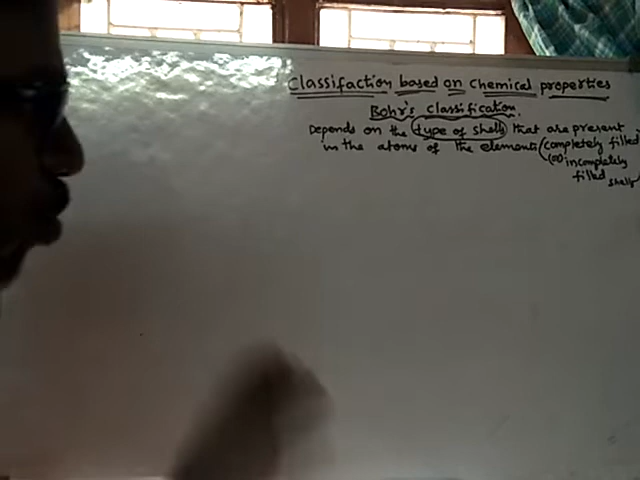 Classifaction based on Chemical properties
Bohr's Classification.
Depends on the type of shells that are present
in the atoms of the elements (completely filled
(or) incompletely
filled shells